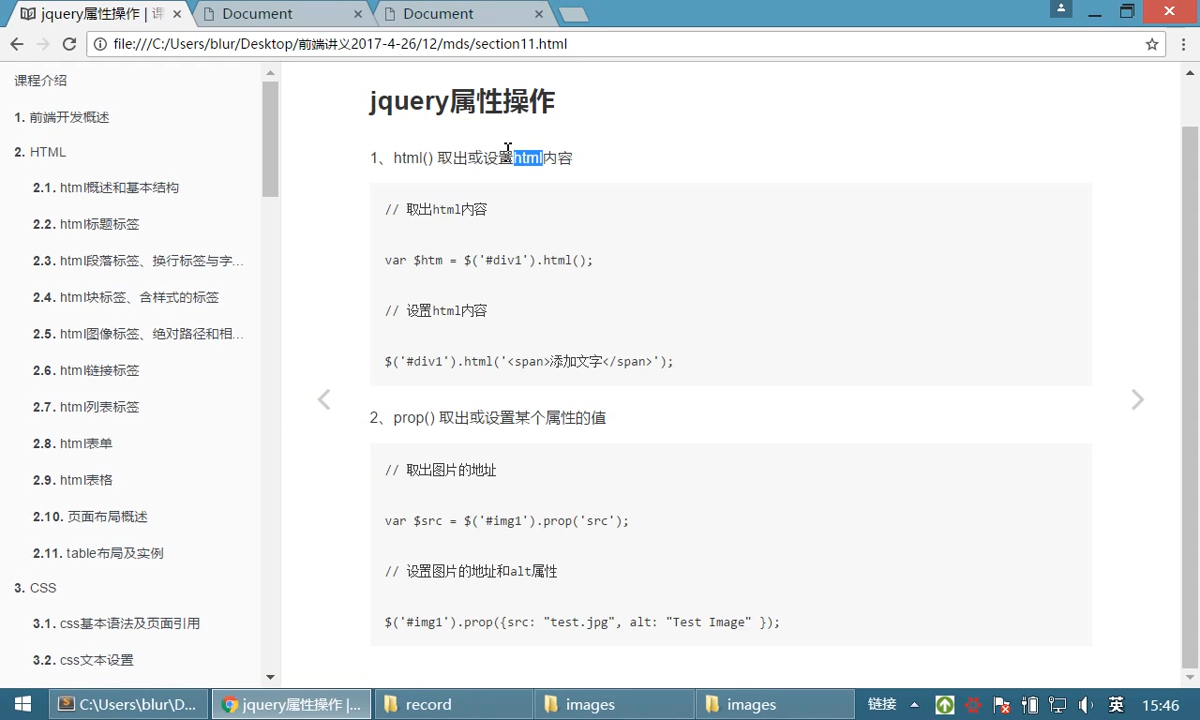 jquery属性操作 | 课
Document
Document
file:///C:/Users/blur/Desktop/前端讲义2017-4-26/12/mds/section11.html
课程介绍
1. 前端开发概述
2. HTML
2.1. html概述和基本结构
2.2. html标题标签
2.3. html段落标签、换行标签与字...
2.4. html块标签、含样式的标签
2.5. html图像标签、绝对路径和相...
2.6. html链接标签
2.7. html列表标签
2.8. html表单
2.9. html表格
2.10. 页面布局概述
2.11. table布局及实例
3. CSS
3.1. css基本语法及页面引用
3.2. css文本设置
jquery属性操作
1、html() 取出或设置html内容
// 取出html内容
var $htm = $('#div1').html();
// 设置html内容
$('#div1').html('<span>添加文字</span>');
2、prop() 取出或设置某个属性的值
// 取出图片的地址
var $src = $('#img1').prop('src');
// 设置图片的地址和alt属性
$('#img1').prop({src: "test.jpg", alt: "Test Image" });
C:\Users\blur\D...
jquery属性操作 |...
record
images
images
链接
英
15:46